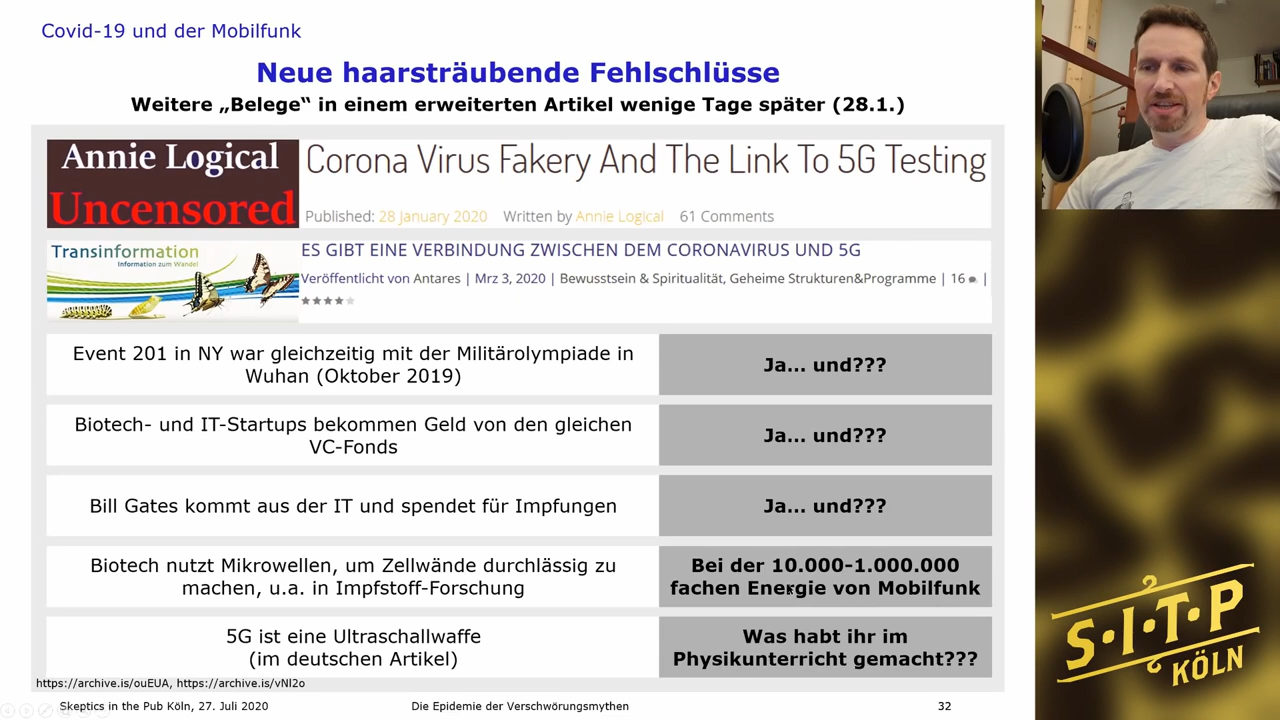 Covid-19 und der Mobilfunk
Neue haarsträubende Fehlschlüsse
Weitere „Belege“ in einem erweiterten Artikel wenige Tage später (28.1.)
Annie Logical
Uncensored
Corona Virus Fakery And The Link To 5G Testing
Published: 28 January 2020 Written by Annie Logical 61 Comments
Transinformation
Information zum Wandel
ES GIBT EINE VERBINDUNG ZWISCHEN DEM CORONAVIRUS UND 5G
Veröffentlicht von Antares | Mrz 3, 2020 | Bewusstsein & Spiritualität, Geheime Strukturen&Programme | 16 |
Event 201 in NY war gleichzeitig mit der Militärolympiade in
Wuhan (Oktober 2019)
Ja... und???
Biotech- und IT-Startups bekommen Geld von den gleichen
VC-Fonds
Ja... und???
Bill Gates kommt aus der IT und spendet für Impfungen
Ja... und???
Biotech nutzt Mikrowellen, um Zellwände durchlässig zu
machen, u.a. in Impfstoff-Forschung
Bei der 10.000-1.000.000
fachen Energie von Mobilfunk
5G ist eine Ultraschallwaffe
(im deutschen Artikel)
Was habt ihr im
Physikunterricht gemacht???
https://archive.is/ouEUA, https://archive.is/vNl2o
Skeptics in the Pub Köln, 27. Juli 2020
Die Epidemie der Verschwörungsmythen
32
S·I·T·P
KÖLN